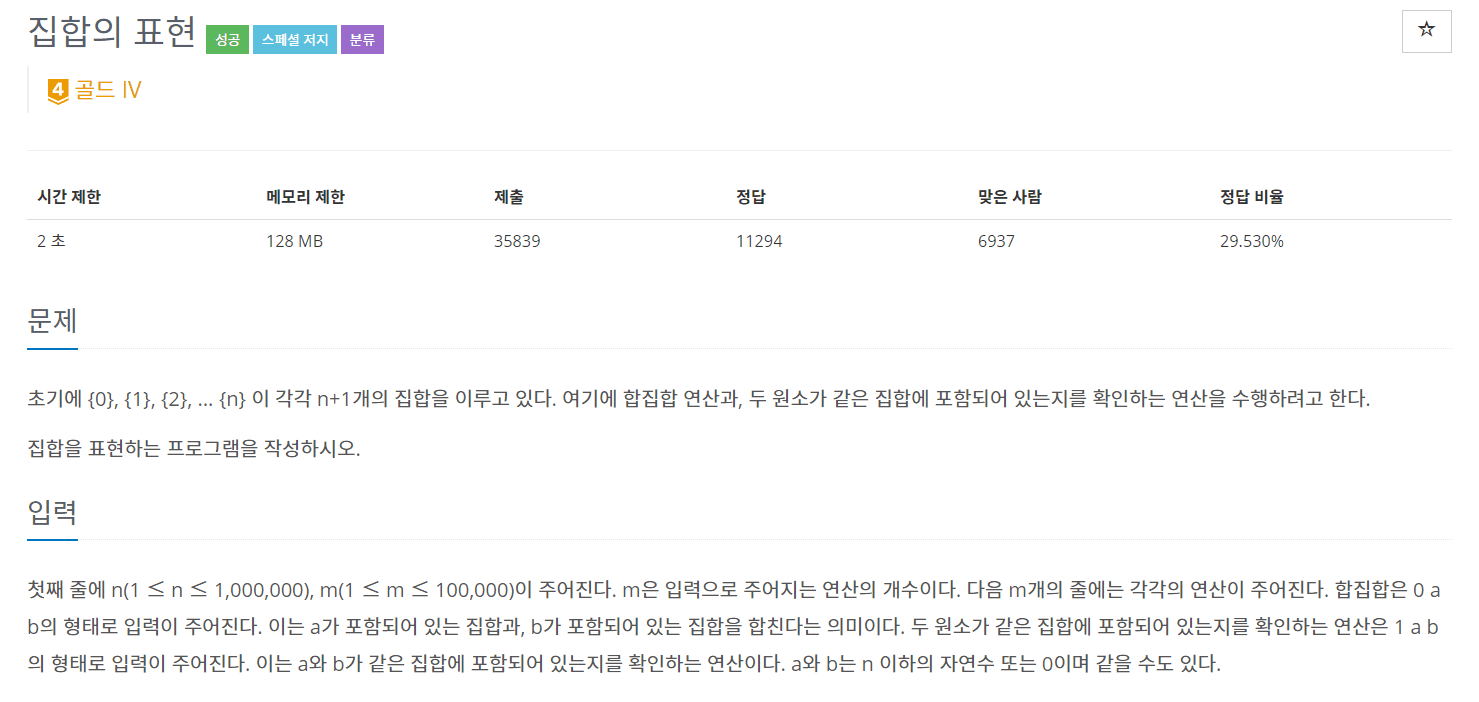 집합의 표현 성공 스페셜 저지 분류
☆
4 골드 IV
시간 제한 메모리 제한 제출 정답 맞은 사람 정답 비율
2 초 128 MB 35839 11294 6937 29.530%
문제
초기에 {0}, {1}, {2}, ... {n} 이 각각 n+1개의 집합을 이루고 있다. 여기에 합집합 연산과, 두 원소가 같은 집합에 포함되어 있는지를 확인하는 연산을 수행하려고 한다.
집합을 표현하는 프로그램을 작성하시오.
입력
첫째 줄에 n(1 ≤ n ≤ 1,000,000), m(1 ≤ m ≤ 100,000)이 주어진다. m은 입력으로 주어지는 연산의 개수이다. 다음 m개의 줄에는 각각의 연산이 주어진다. 합집합은 0 a
b의 형태로 입력이 주어진다. 이는 a가 포함되어 있는 집합과, b가 포함되어 있는 집합을 합친다는 의미이다. 두 원소가 같은 집합에 포함되어 있는지를 확인하는 연산은 1 a b
의 형태로 입력이 주어진다. 이는 a와 b가 같은 집합에 포함되어 있는지를 확인하는 연산이다. a와 b는 n 이하의 자연수 또는 0이며 같을 수도 있다.